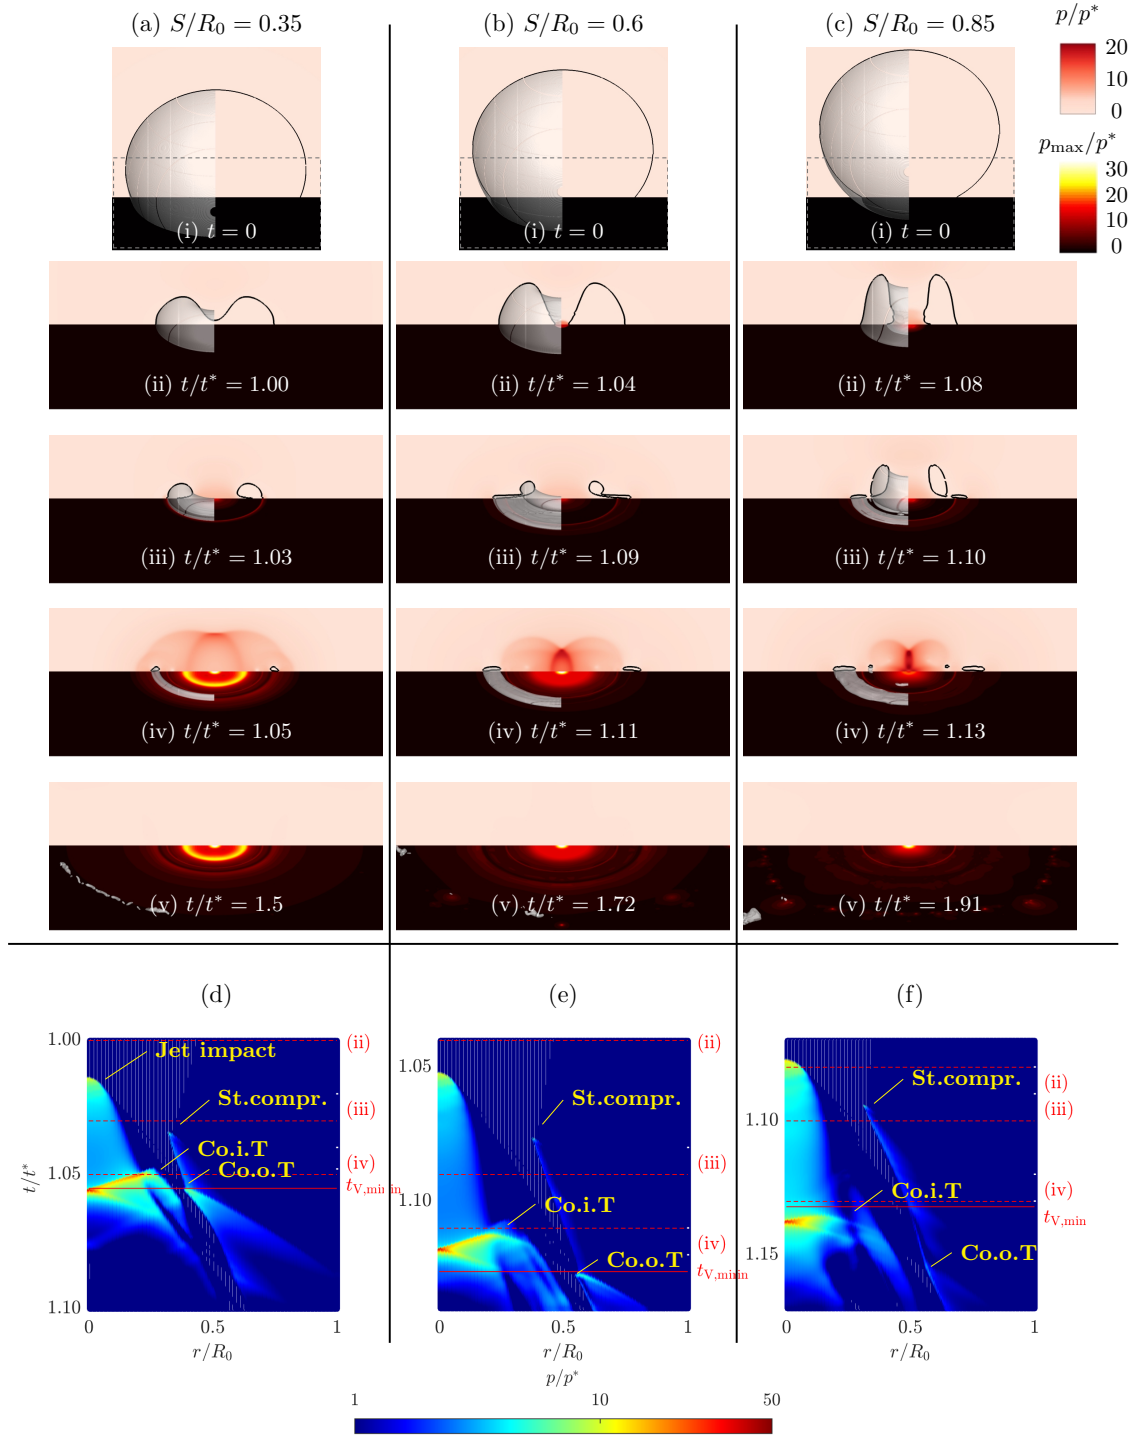 (a) S/R₀ = 0.35
(b) S/R₀ = 0.6
(c) S/R₀ = 0.85
p/p*
20
10
0
p_max/p*
30
20
10
0
(i) t = 0
(i) t = 0
(i) t = 0
(ii) t/t* = 1.00
(ii) t/t* = 1.04
(ii) t/t* = 1.08
(iii) t/t* = 1.03
(iii) t/t* = 1.09
(iii) t/t* = 1.10
(iv) t/t* = 1.05
(iv) t/t* = 1.11
(iv) t/t* = 1.13
(v) t/t* = 1.5
(v) t/t* = 1.72
(v) t/t* = 1.91
(d)
1.00
1.05
1.10
t/t*
Jet impact
St.compr.
Co.i.T
Co.o.T
(ii)
(iii)
(iv)
t_V,min
0
0.5
1
r/R₀
(e)
1.05
1.10
St.compr.
Co.i.T
Co.o.T
(ii)
(iii)
(iv)
t_V,min
0
0.5
1
r/R₀
(f)
1.10
1.15
St.compr.
Co.i.T
Co.o.T
(ii)
(iii)
(iv)
t_V,min
0
0.5
1
r/R₀
p/p*
1
10
50